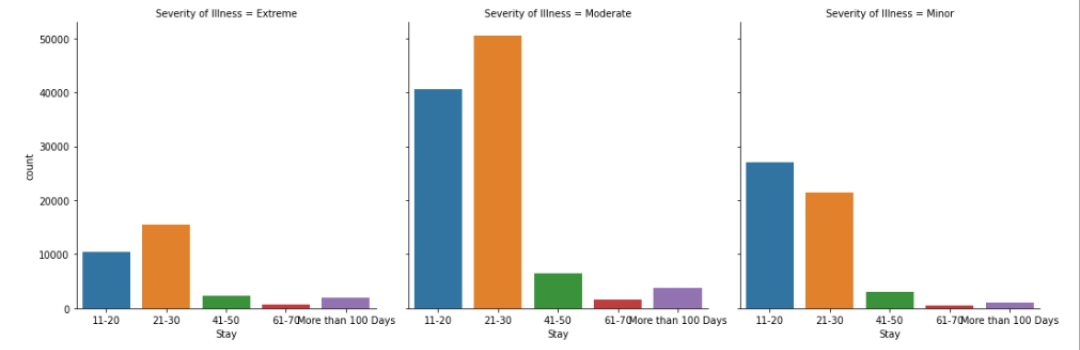 Severity of Illness = Extreme
Severity of Illness = Moderate
Severity of Illness = Minor
50000
40000
30000
20000
10000
0
count
11-20 21-30 41-50 61-70 More than 100 Days
Stay
11-20 21-30 41-50 61-70 More than 100 Days
Stay
11-20 21-30 41-50 61-70 More than 100 Days
Stay